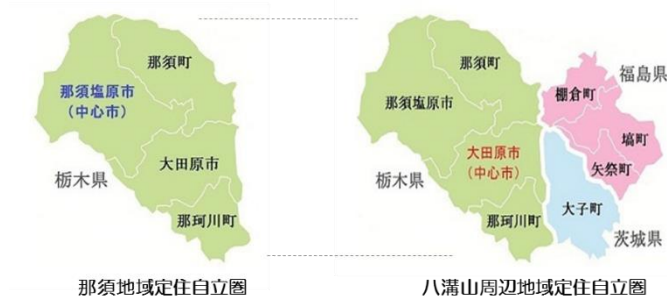 那須町
那須塩原市
(中心市)
大田原市
栃木県
那珂川町
那須地域定住自立圏
那須町
那須塩原市
大田原市
(中心市)
栃木県
那珂川町
福島県
棚倉町
塙町
矢祭町
大子町
茨城県
八溝山周辺地域定住自立圏